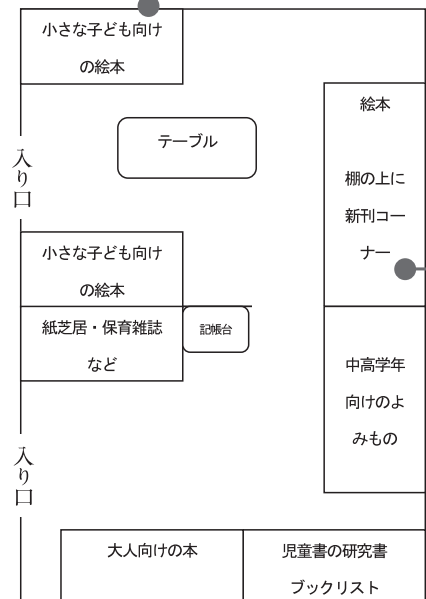 小さな子ども向け
の絵本
絵本
棚の上に
新刊コー
ナー
テーブル
入り口
小さな子ども向け
の絵本
紙芝居・保育雑誌
など
記帳台
中高学年
向けのよ
みもの
入り口
大人向けの本
児童書の研究書
ブックリスト